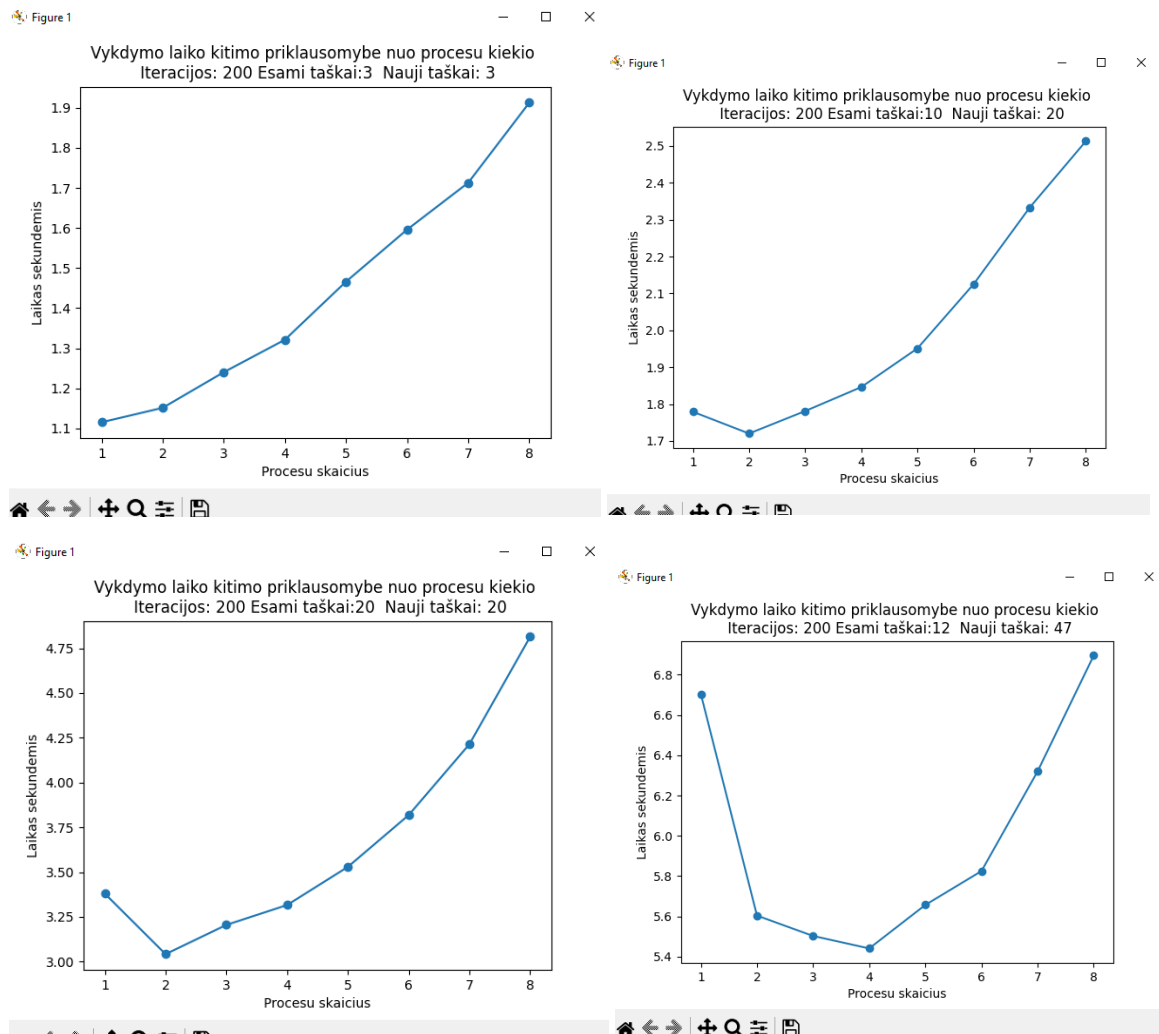 Figure 1
Vykdymo laiko kitimo priklausomybe nuo procesu kiekio
Iteracijos: 200 Esami taškai:3  Nauji taškai: 3
1.9
1.8
1.7
1.6
1.5
1.4
1.3
1.2
1.1
Laikas sekundemis
1 2 3 4 5 6 7 8
Procesu skaicius
Figure 1
Vykdymo laiko kitimo priklausomybe nuo procesu kiekio
Iteracijos: 200 Esami taškai:10  Nauji taškai: 20
2.5
2.4
2.3
2.2
2.1
2.0
1.9
1.8
1.7
Laikas sekundemis
1 2 3 4 5 6 7 8
Procesu skaicius
Figure 1
Vykdymo laiko kitimo priklausomybe nuo procesu kiekio
Iteracijos: 200 Esami taškai:20  Nauji taškai: 20
4.75
4.50
4.25
4.00
3.75
3.50
3.25
3.00
Laikas sekundemis
1 2 3 4 5 6 7 8
Procesu skaicius
Figure 1
Vykdymo laiko kitimo priklausomybe nuo procesu kiekio
Iteracijos: 200 Esami taškai:12  Nauji taškai: 47
6.8
6.6
6.4
6.2
6.0
5.8
5.6
5.4
Laikas sekundemis
1 2 3 4 5 6 7 8
Procesu skaicius